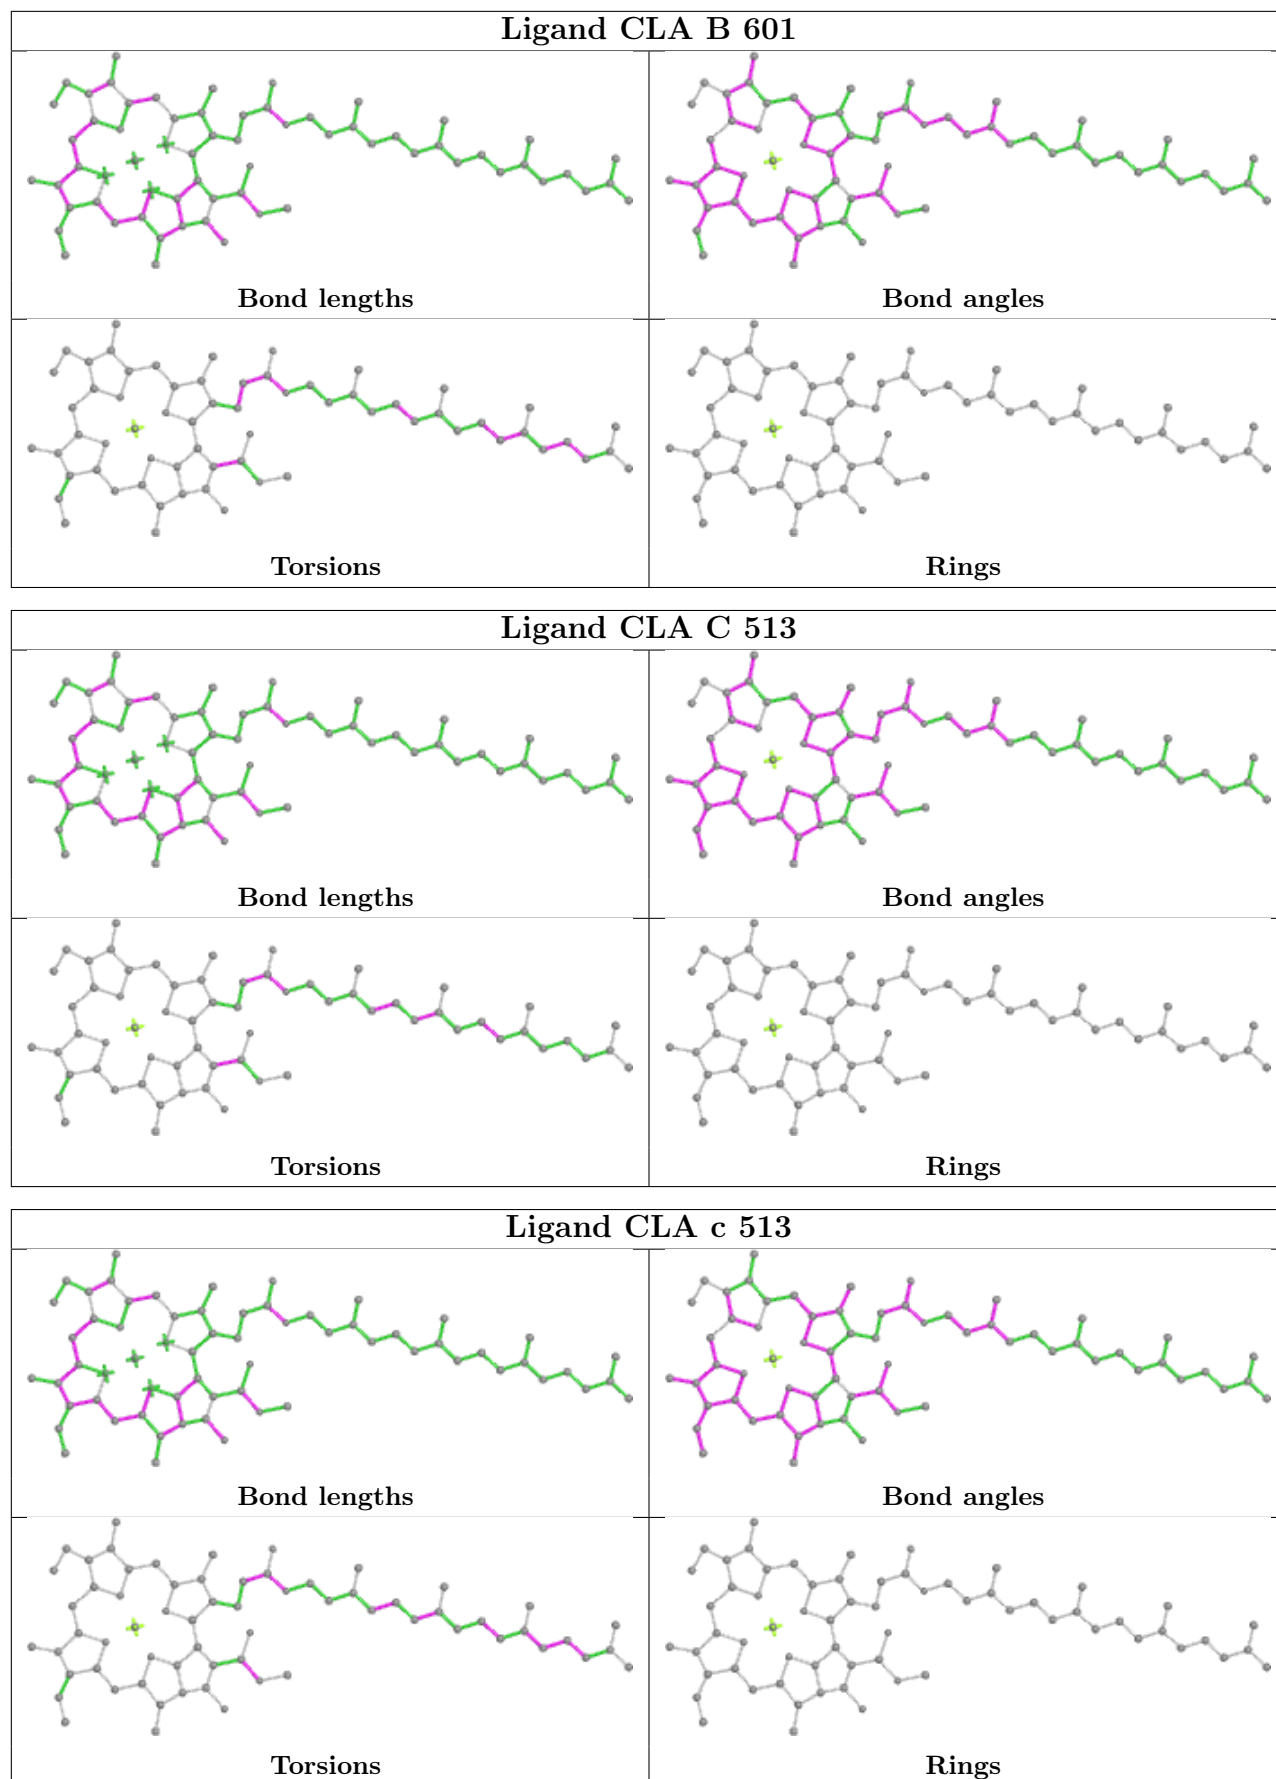 Ligand CLA B 601
Bond lengths
Bond angles
Torsions
Rings
Ligand CLA C 513
Bond lengths
Bond angles
Torsions
Rings
Ligand CLA c 513
Bond lengths
Bond angles
Torsions
Rings